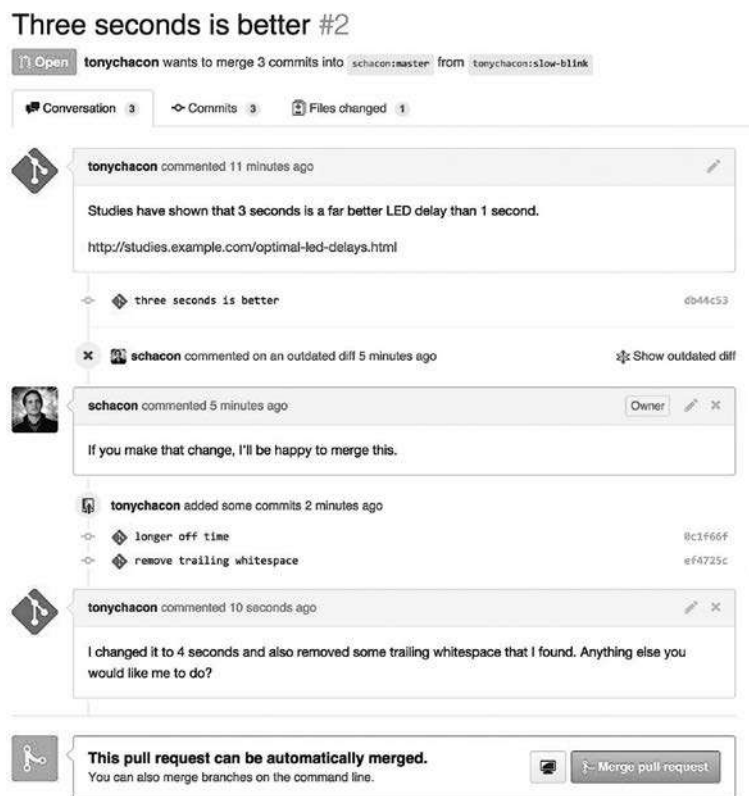 Three seconds is better #2
Open tonychacon wants to merge 3 commits into schacon:master from tonychacon:slow-blink
Conversation 3 Commits 3 Files changed 1
tonychacon commented 11 minutes ago
Studies have shown that 3 seconds is a far better LED delay than 1 second.
http://studies.example.com/optimal-led-delays.html
three seconds is better db44c53
schacon commented on an outdated diff 5 minutes ago Show outdated diff
schacon commented 5 minutes ago Owner
If you make that change, I'll be happy to merge this.
tonychacon added some commits 2 minutes ago
longer off time 0c1f66f
remove trailing whitespace ef4725c
tonychacon commented 10 seconds ago
I changed it to 4 seconds and also removed some trailing whitespace that I found. Anything else you
would like me to do?
This pull request can be automatically merged.
You can also merge branches on the command line.
Merge pull request